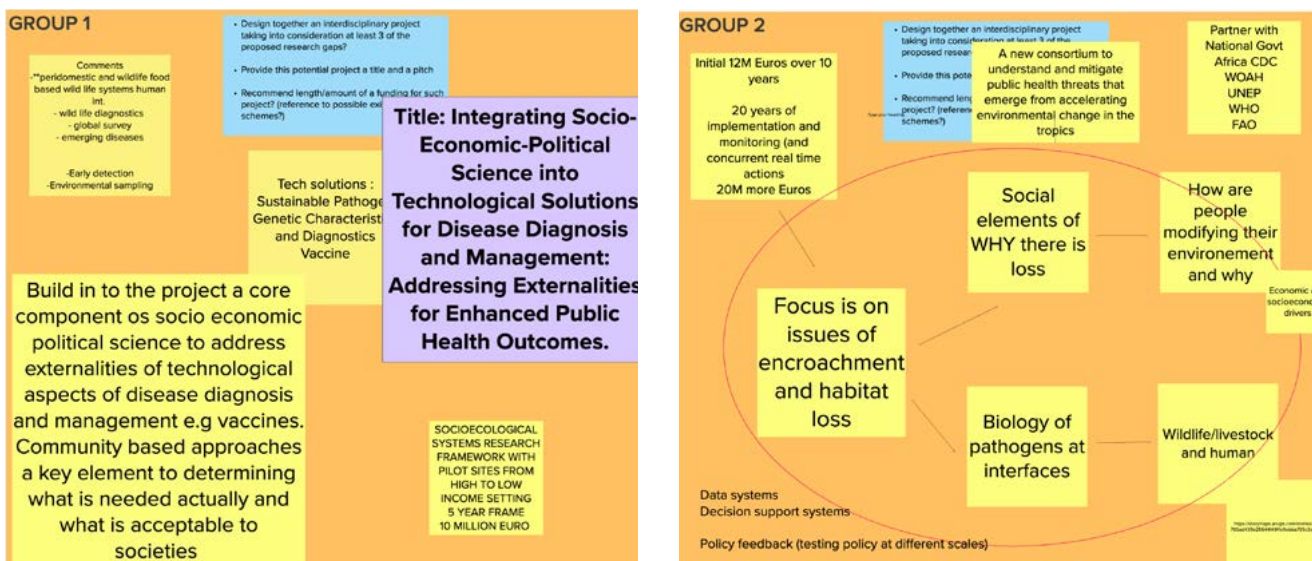 GROUP 1
• Design together an interdisciplinary project
taking into consideration at least 3 of the
proposed research gaps?
• Provide this potential project a title and a pitch
• Recommend length/amount of a funding for such
project? (reference to possible exi
schemes?)
Comments
-**peridomestic and wildlife food
based wild life systems human
int.
- wild life diagnostics
- global survey
- emerging diseases
-Early detection
-Environmental sampling
Title: Integrating Socio-
Economic-Political
Science into
Technological Solutions
for Disease Diagnosis
and Management:
Addressing Externalities
for Enhanced Public
Health Outcomes.
Tech solutions :
Sustainable Pathoge
Genetic Characteristi
and Diagnostics
Vaccine
Build in to the project a core
component os socio economic
political science to address
externalities of technological
aspects of disease diagnosis
and management e.g vaccines.
Community based approaches
a key element to determining
what is needed actually and
what is acceptable to
societies
SOCIOECOLOGICAL
SYSTEMS RESEARCH
FRAMEWORK WITH
PILOT SITES FROM
HIGH TO LOW
INCOME SETTING
5 YEAR FRAME
10 MILLION EURO
GROUP 2
• Design together an interdisciplinary project
taking into consideration at least 3 of the
proposed resear
• Provide this pote
• Recommend leng
project? (referenc
schemes?)
Initial 12M Euros over 10
years
20 years of
implementation and
monitoring (and
concurrent real time
actions
20M more Euros
A new consortium to
understand and mitigate
public health threats that
emerge from accelerating
environmental change in the
tropics
Partner with
National Govt
Africa CDC
WOAH
UNEP
WHO
FAO
Social
elements of
WHY there is
loss
How are
people
modifying their
environement
and why
Economic
socioecono
drivers
Focus is on
issues of
encroachment
and habitat
loss
Biology of
pathogens at
interfaces
Wildlife/livestock
and human
Data systems
Decision support systems
Policy feedback (testing policy at different scales)